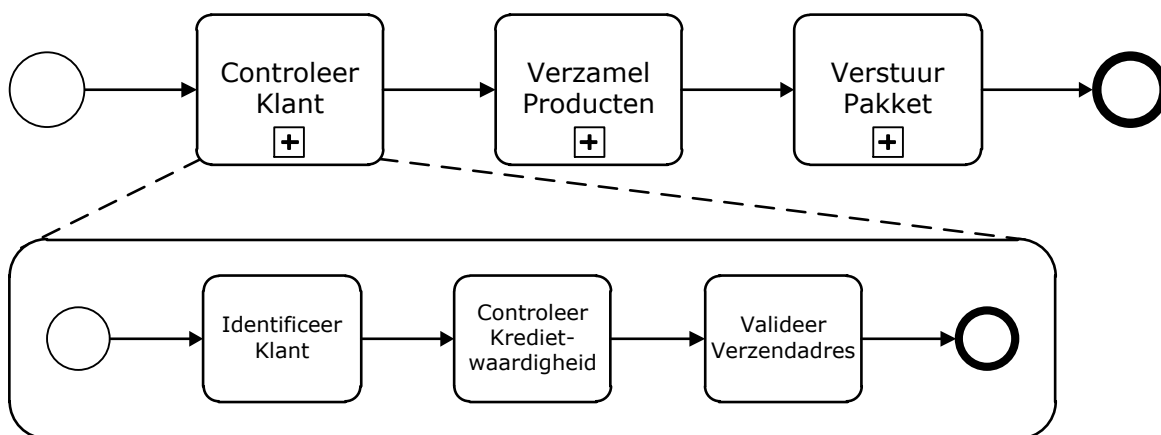 Controleer
Klant
Verzamel
Producten
Verstuur
Pakket
Identificeer
Klant
Controleer
Krediet-
waardigheid
Valideer
Verzendadres